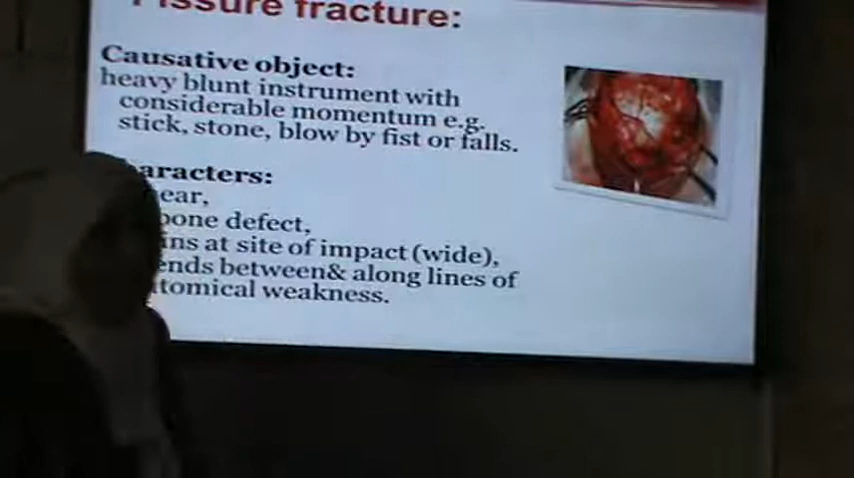 Fissure fracture:
Causative object:
heavy blunt instrument with
considerable momentum e.g.
stick, stone, blow by fist or falls.
aracters:
ear,
bone defect,
ins at site of impact (wide),
ends between& along lines of
tomical weakness.